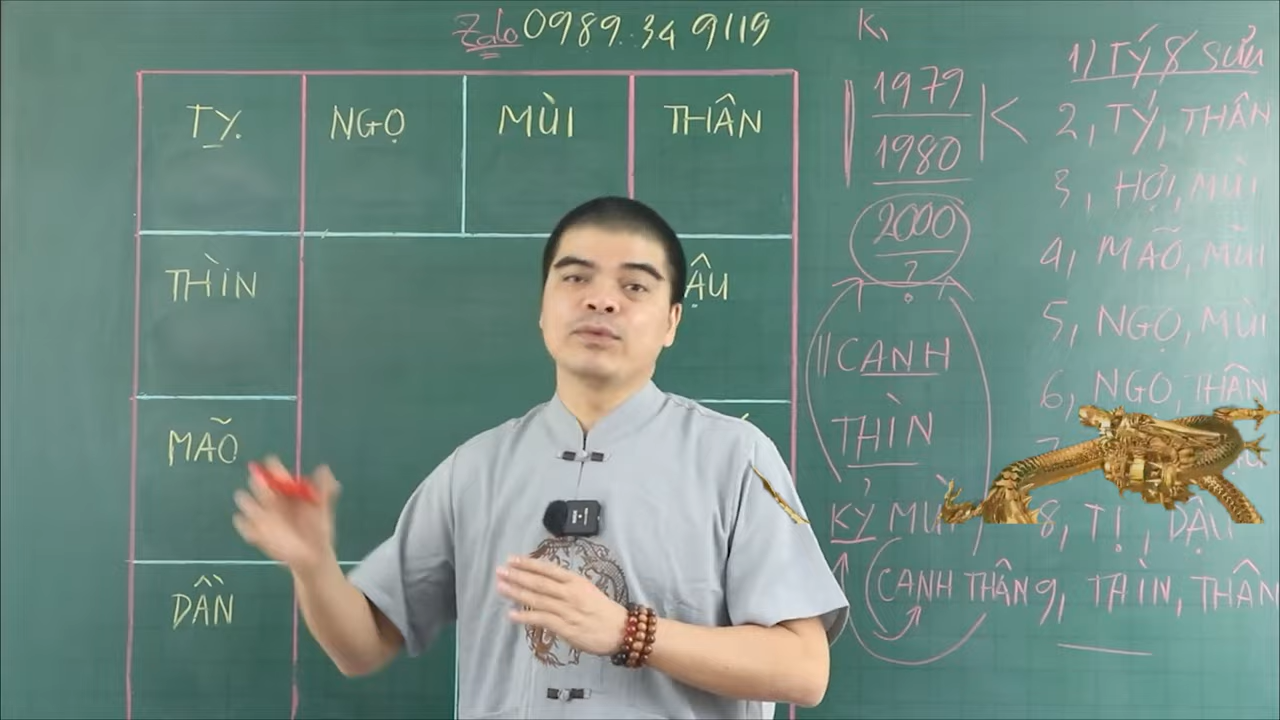 Zalo 0989.34 9119
TỴ.
NGỌ
MÙI
THÂN
THÌN
ẬU
MÃO
DẦN
K,
1979
1980
2000
?
CANH
THÌN
KỶ MÙ
CANH THÂN
1) TÝ & SỬU
2, TÝ, THÂN
3, HỢI, MÙI
4, MÃO, MÙI
5, NGỌ, MÙI
6, NGỌ, THÂN
8, TỊ, DẬU
9, THÌN, THÂN